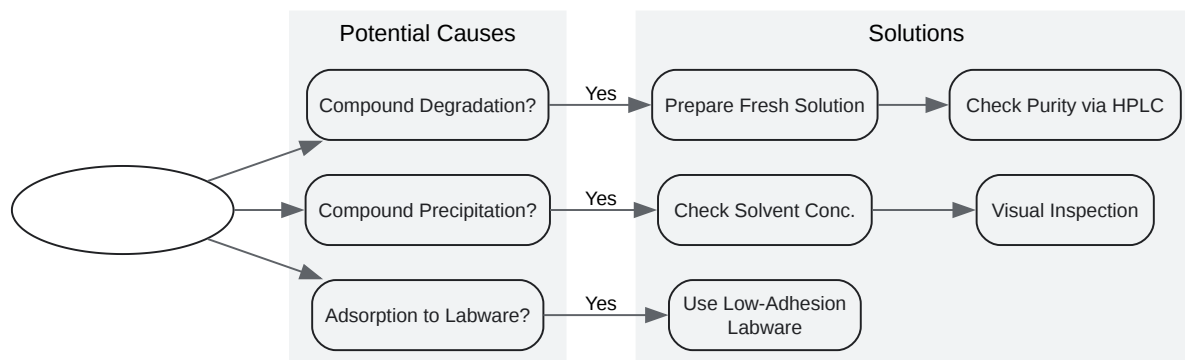 Potential Causes
Solutions
Compound Degradation?
Yes
Prepare Fresh Solution
Check Purity via HPLC
Compound Precipitation?
Yes
Check Solvent Conc.
Visual Inspection
Adsorption to Labware?
Yes
Use Low-Adhesion
Labware